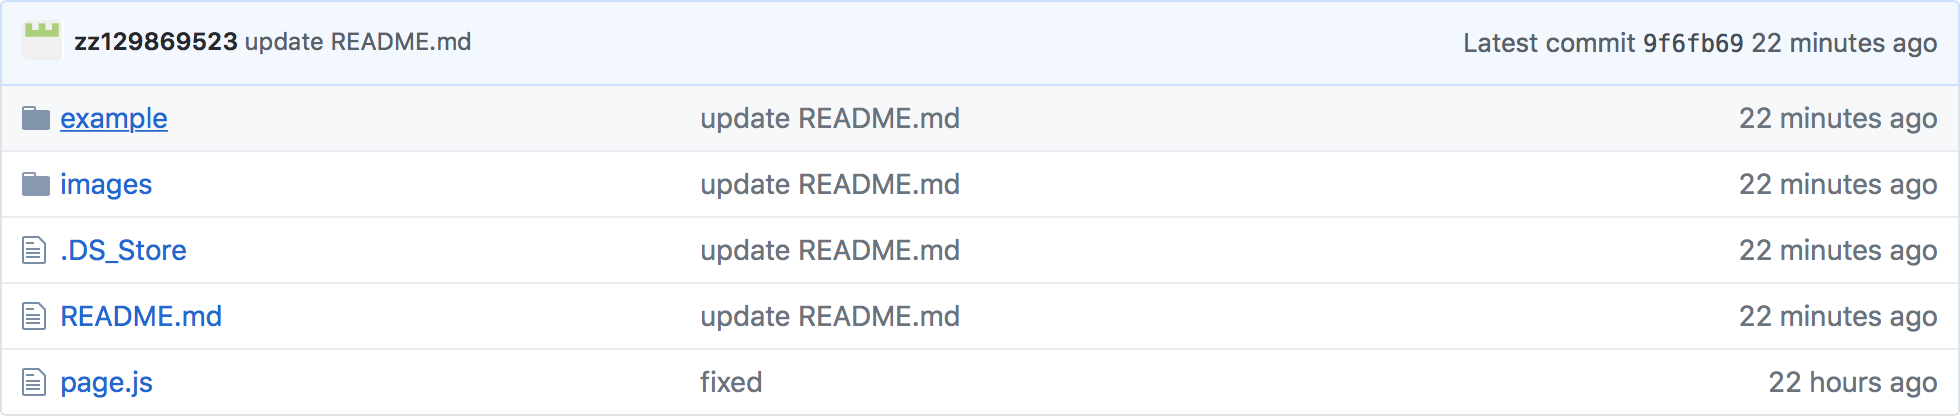 zz129869523 update README.md Latest commit 9f6fb69 22 minutes ago
example update README.md 22 minutes ago
images update README.md 22 minutes ago
.DS_Store update README.md 22 minutes ago
README.md update README.md 22 minutes ago
page.js fixed 22 hours ago